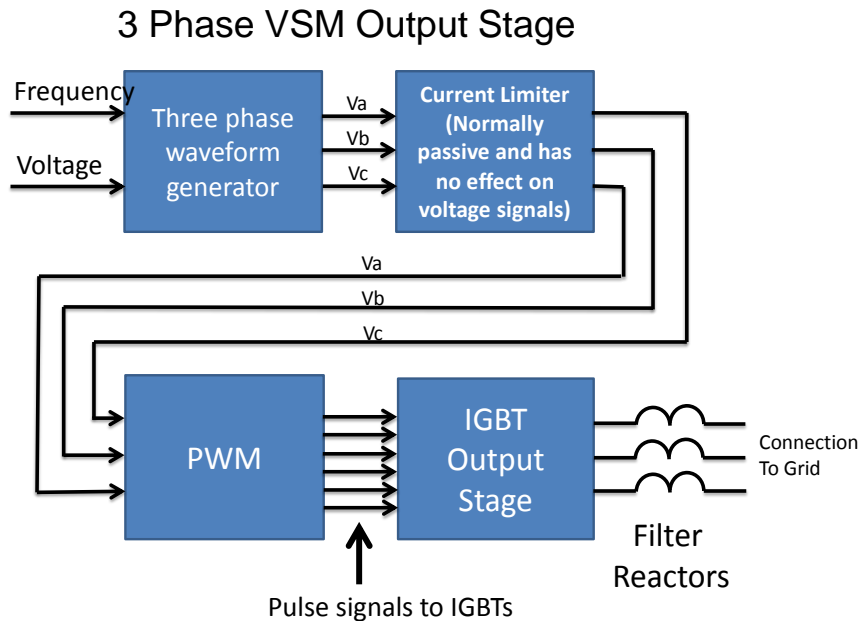 3 Phase VSM Output Stage
Frequency
Voltage
Three phase
waveform
generator
Va
Vb
Vc
Current Limiter
(Normally
passive and has
no effect on
voltage signals)
Va
Vb
Vc
PWM
IGBT
Output
Stage
Connection
To Grid
Filter
Reactors
Pulse signals to IGBTs